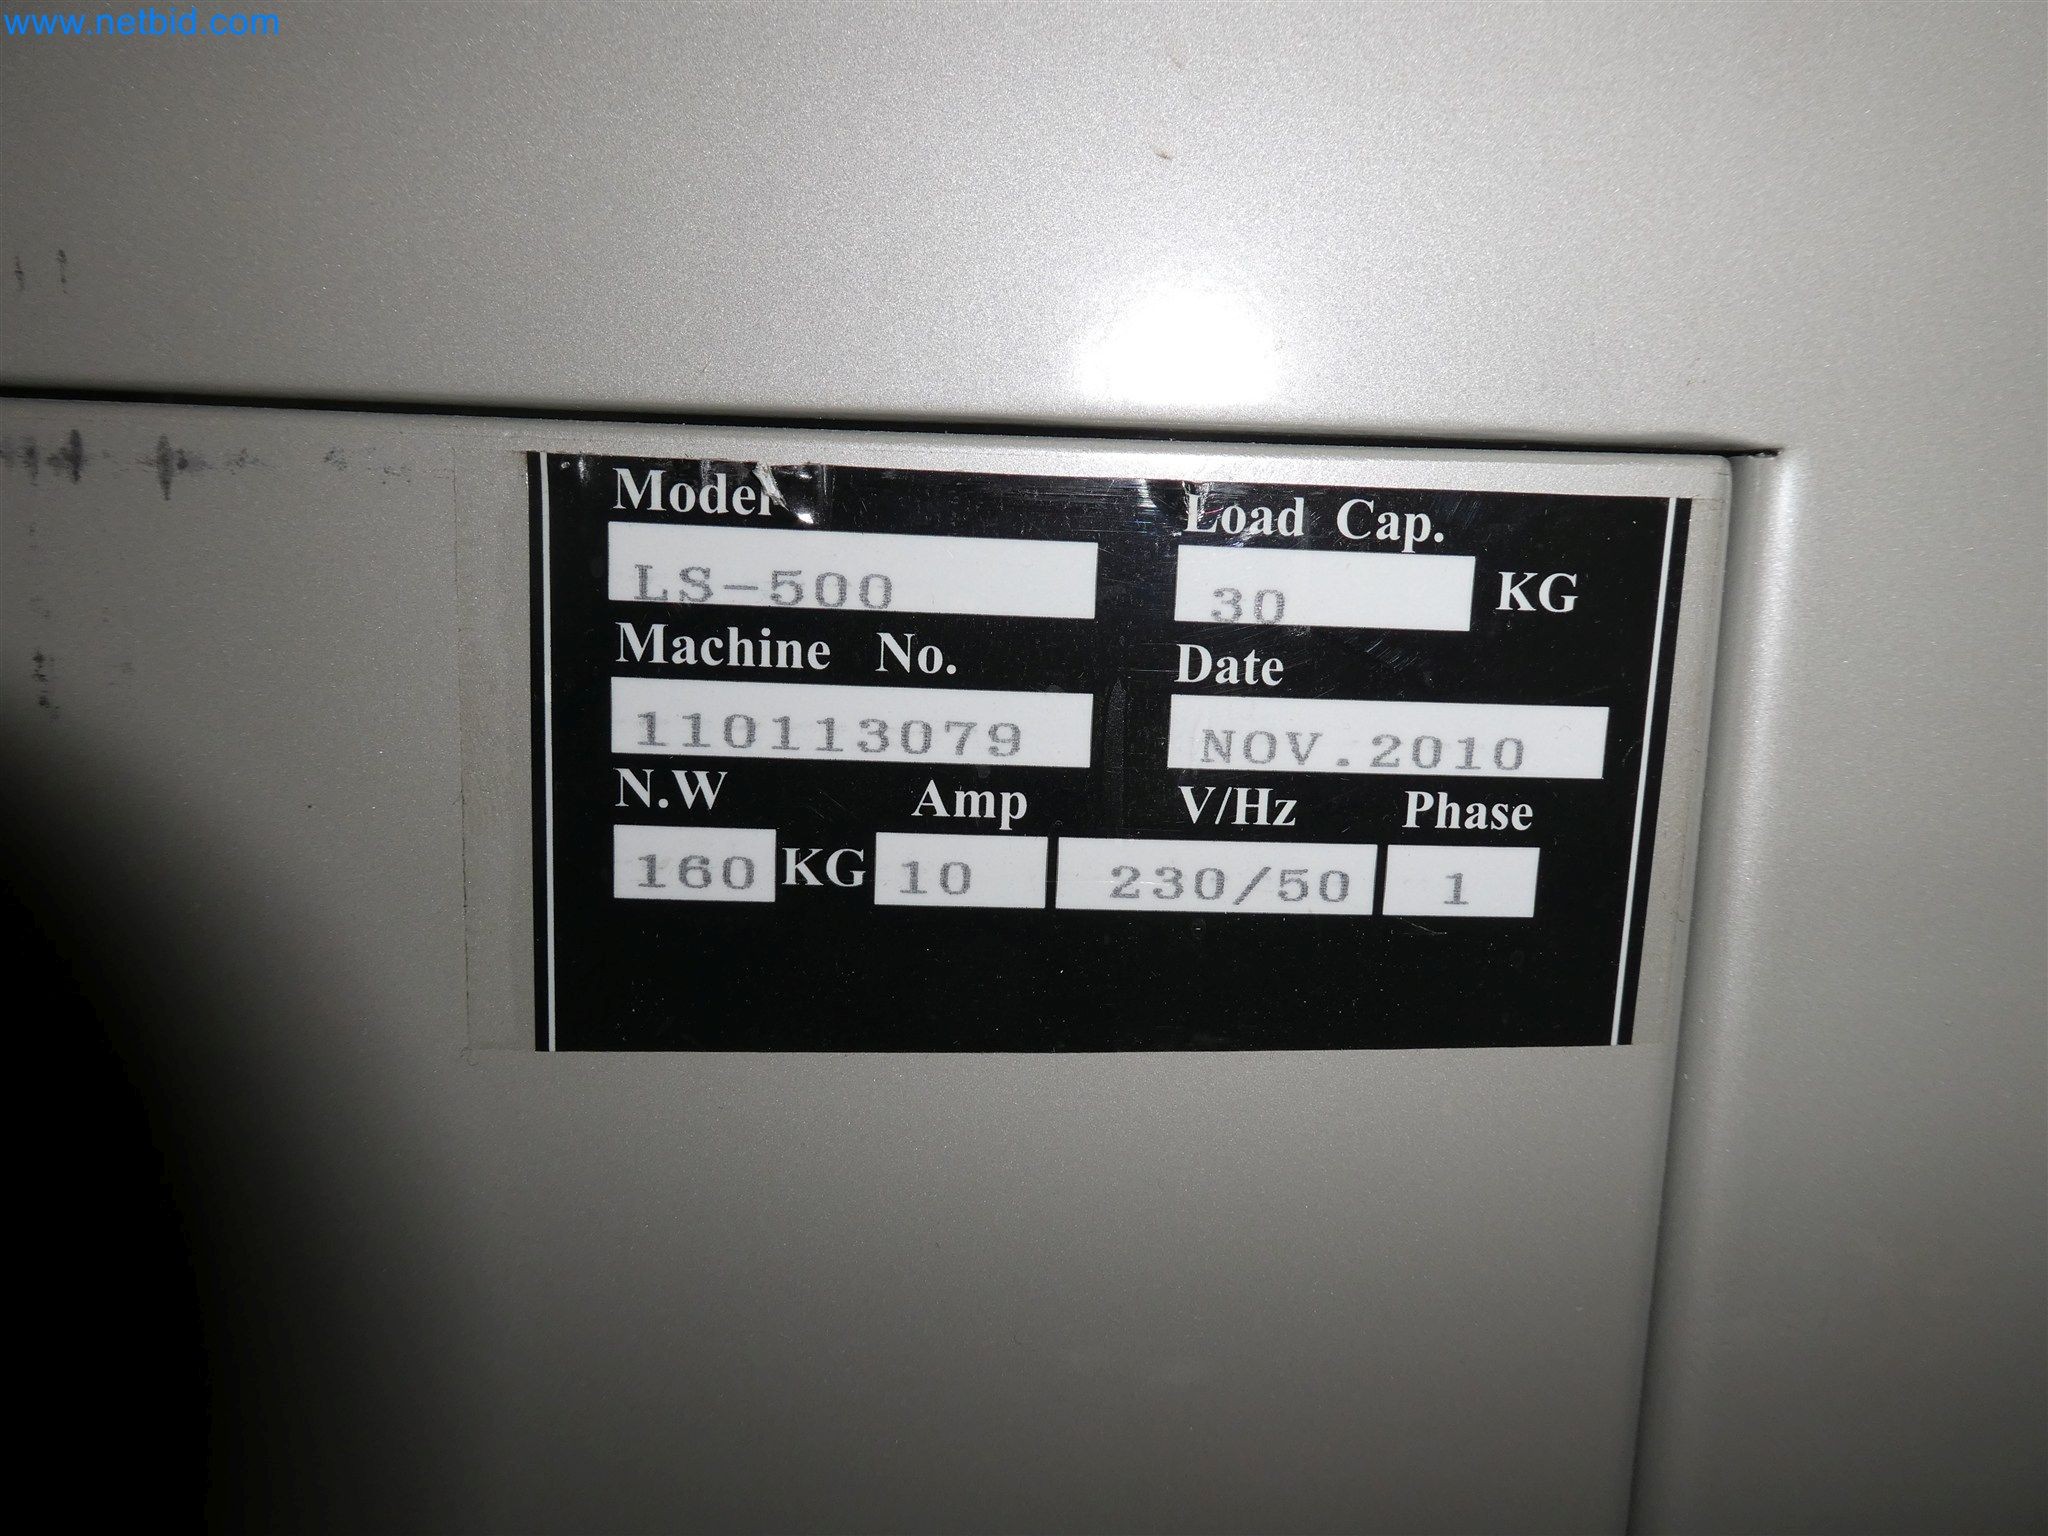 www.netbid.com
Model Load Cap.
LS-500 30 KG
Machine No. Date
110113079 NOV.2010
N.W Amp V/Hz Phase
160 KG 10 230/50 1